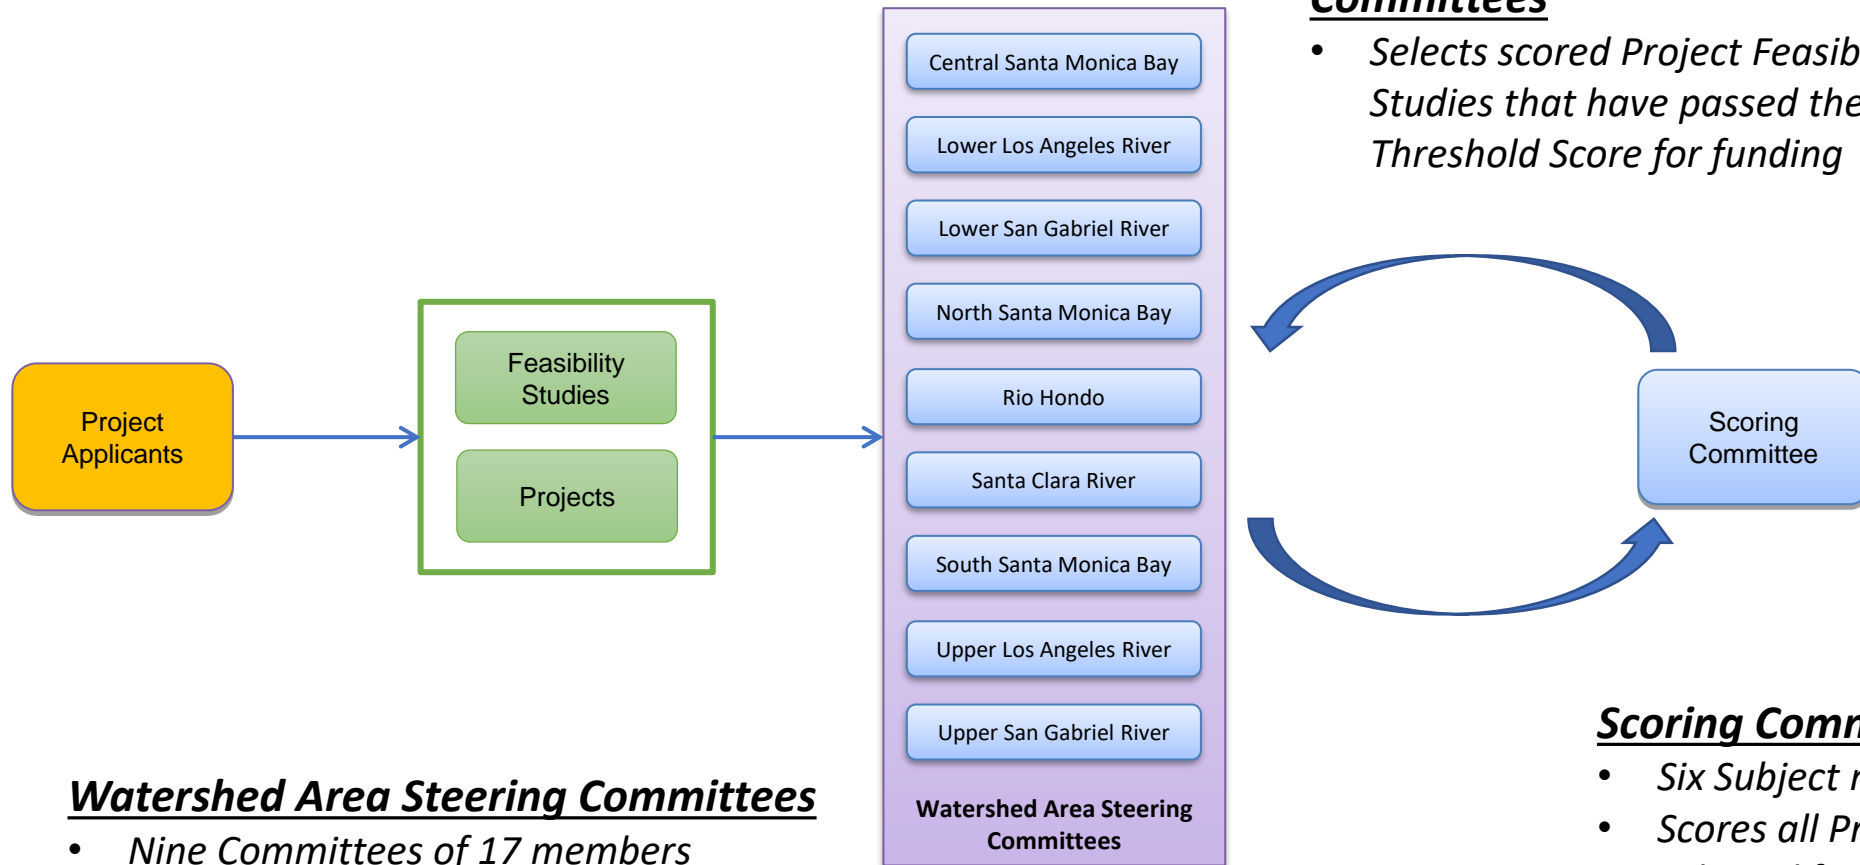 Committees
• Selects scored Project
Studies that have passed the
Threshold Score for funding
Central Santa Monica Bay
Lower Los Angeles River
Lower San Gabriel River
North Santa Monica Bay
Rio Hondo
Santa Clara River
South Santa Monica Bay
Upper Los Angeles River
Upper San Gabriel River
Watershed Area Steering
Committees
Project
Applicants
Feasibility
Studies
Projects
Scoring
Committee
Watershed Area Steering Committees
• Nine Committees of 17 members
Scoring
• Six Subject
• Scores all